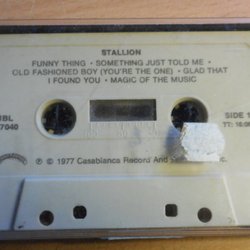 STALLION
FUNNY THING • SOMETHING JUST TOLD ME •
OLD FASHIONED BOY (YOU'RE THE ONE) • GLAD THAT
I FOUND YOU • MAGIC OF THE MUSIC
SIDE 1
7040
℗ © 1977 Casablanca Record And